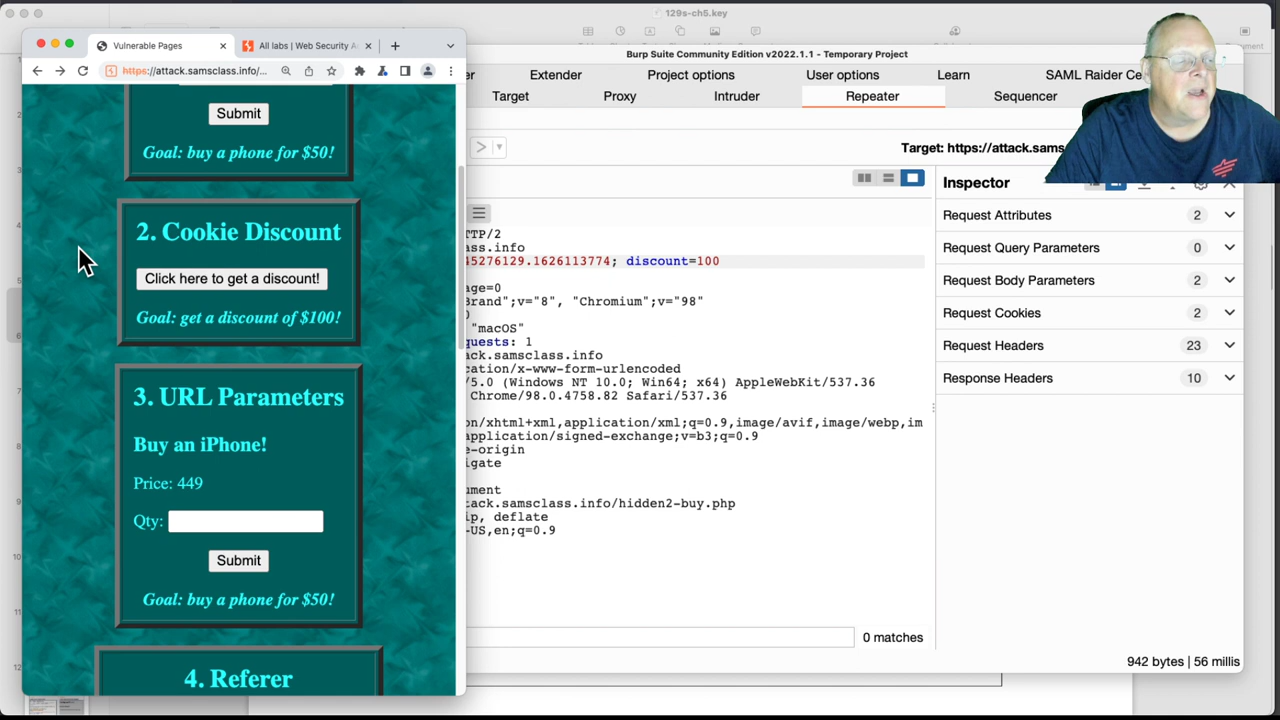 129s-ch5.key
Vulnerable Pages
All labs | Web Security A
https://attack.samsclass.info/...
Submit
Goal: buy a phone for $50!
2. Cookie Discount
Click here to get a discount!
Goal: get a discount of $100!
3. URL Parameters
Buy an iPhone!
Price: 449
Qty:
Submit
Goal: buy a phone for $50!
4. Referer
Burp Suite Community Edition v2022.1.1 - Temporary Project
er Extender Project options User options Learn SAML Raider Ce
Target Proxy Intruder Repeater Sequencer
Target: https://attack.sams
TTP/2
class.info
45276129.1626113774; discount=100
age=0
Brand";v="8", "Chromium";v="98"
0
"macOS"
quests: 1
ack.samsclass.info
cation/x-www-form-urlencoded
/5.0 (Windows NT 10.0; Win64; x64) AppleWebKit/537.36
Chrome/98.0.4758.82 Safari/537.36
on/xhtml+xml,application/xml;q=0.9,image/avif,image/webp,im
application/signed-exchange;v=b3;q=0.9
e-origin
igate
ument
tack.samsclass.info/hidden2-buy.php
ip, deflate
-US,en;q=0.9
0 matches
Inspector
Request Attributes 2
Request Query Parameters 0
Request Body Parameters 2
Request Cookies 2
Request Headers 23
Response Headers 10
942 bytes | 56 millis